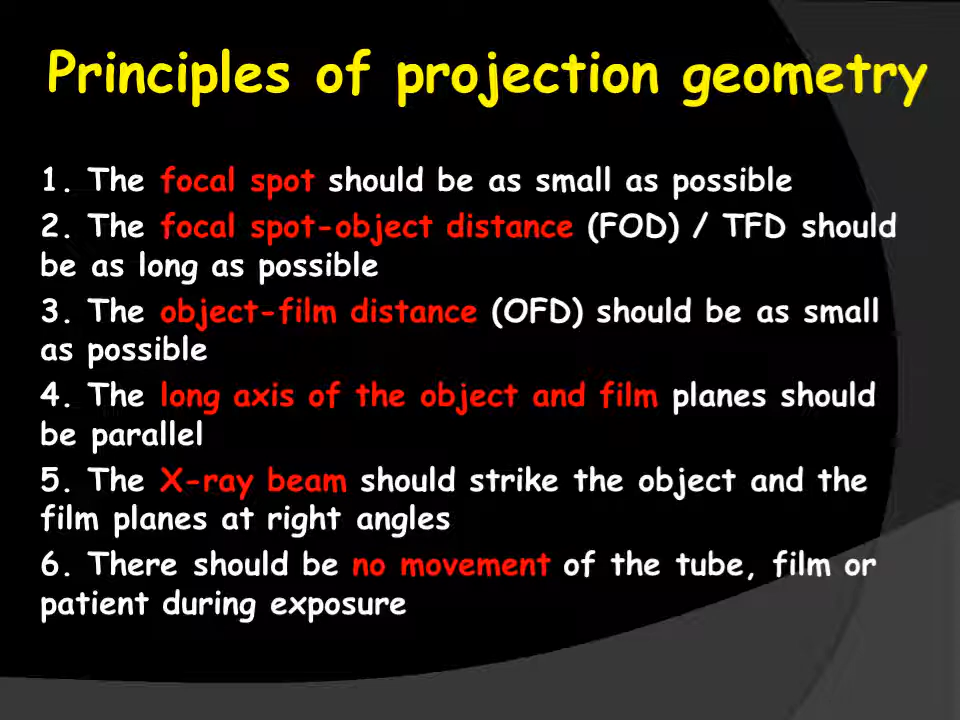 Principles of projection geometry
1. The focal spot should be as small as possible
2. The focal spot-object distance (FOD) / TFD should
be as long as possible
3. The object-film distance (OFD) should be as small
as possible
4. The long axis of the object and film planes should
be parallel
5. The X-ray beam should strike the object and the
film planes at right angles
6. There should be no movement of the tube, film or
patient during exposure